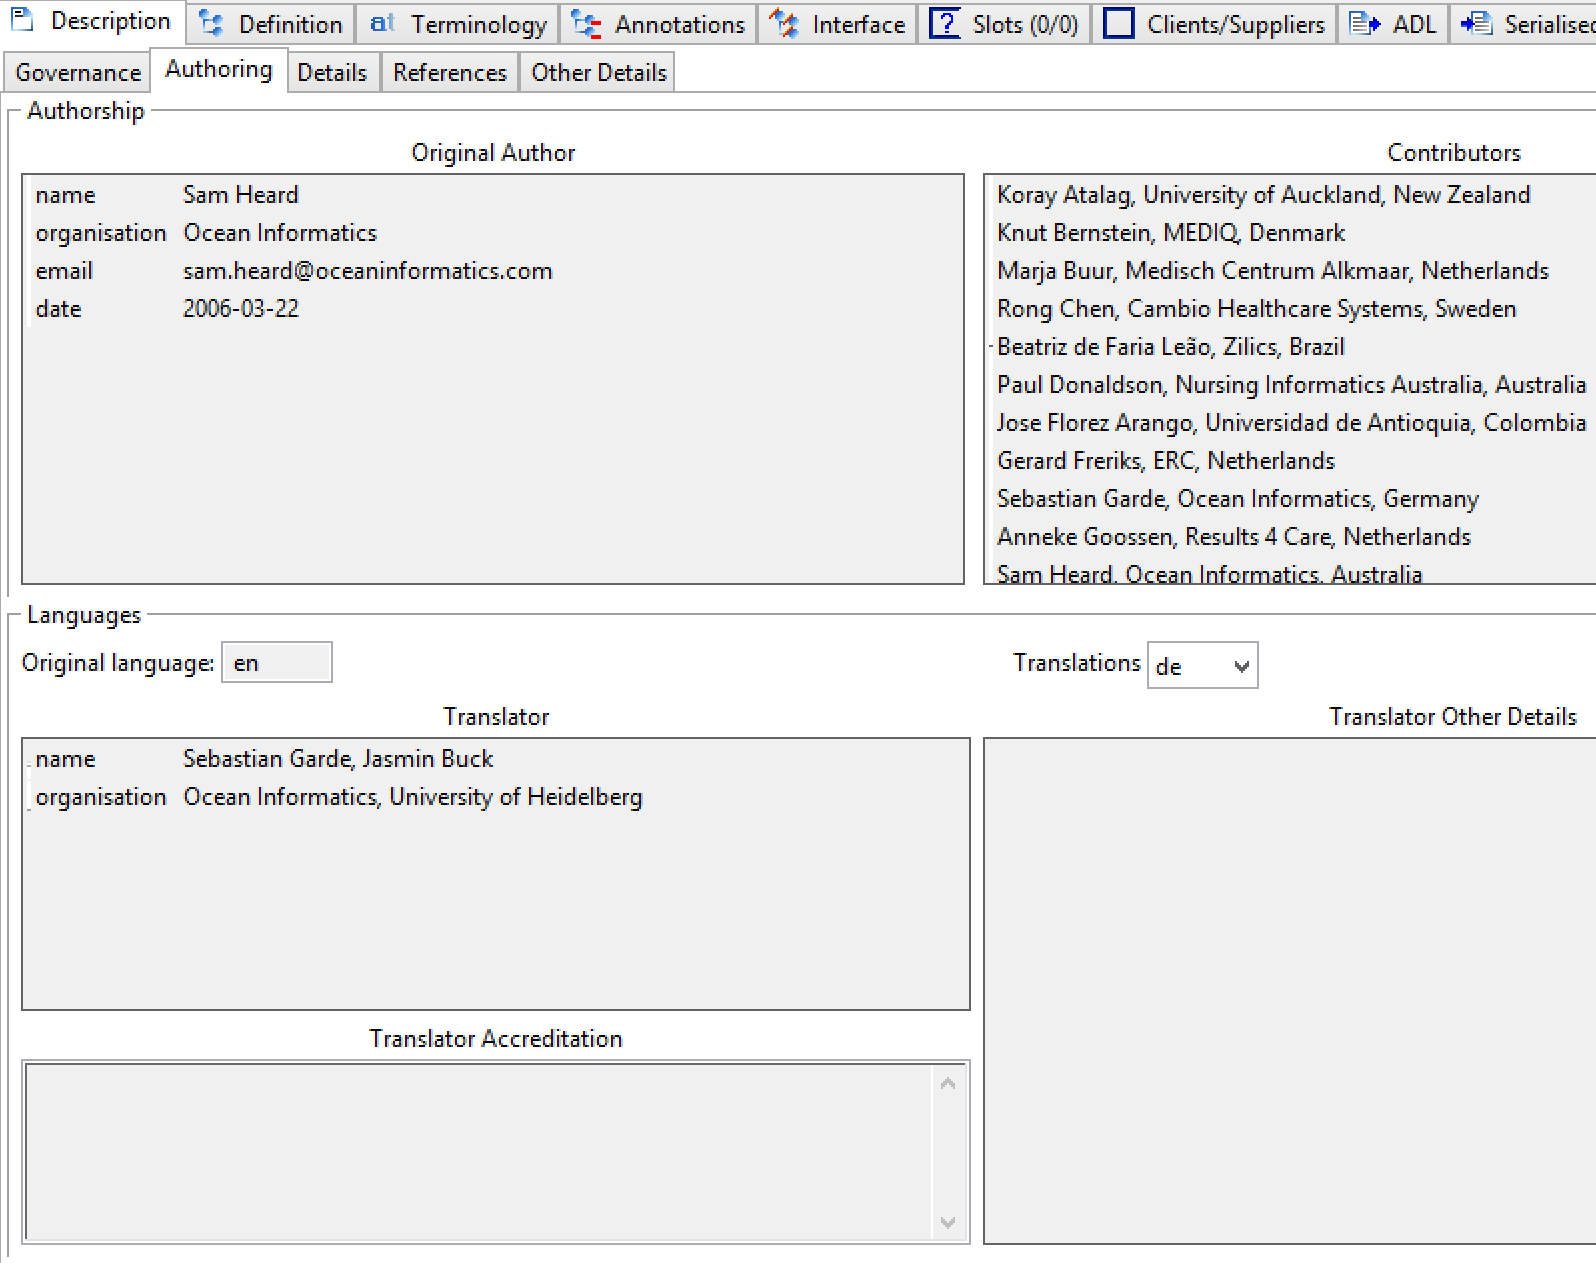 Description Definition at Terminology Annotations Interface ? Slots (0/0) Clients/Suppliers ADL Serialised
Governance Authoring Details References Other Details
Authorship
Original Author
name Sam Heard
organisation Ocean Informatics
email sam.heard@oceaninformatics.com
date 2006-03-22
Contributors
Koray Atalag, University of Auckland, New Zealand
Knut Bernstein, MEDIQ, Denmark
Marja Buur, Medisch Centrum Alkmaar, Netherlands
Rong Chen, Cambio Healthcare Systems, Sweden
Beatriz de Faria Leão, Zilics, Brazil
Paul Donaldson, Nursing Informatics Australia, Australia
Jose Florez Arango, Universidad de Antioquia, Colombia
Gerard Freriks, ERC, Netherlands
Sebastian Garde, Ocean Informatics, Germany
Anneke Goossen, Results 4 Care, Netherlands
Sam Heard, Ocean Informatics, Australia
Languages
Original language: en
Translations de
Translator
name Sebastian Garde, Jasmin Buck
organisation Ocean Informatics, University of Heidelberg
Translator Accreditation
Translator Other Details